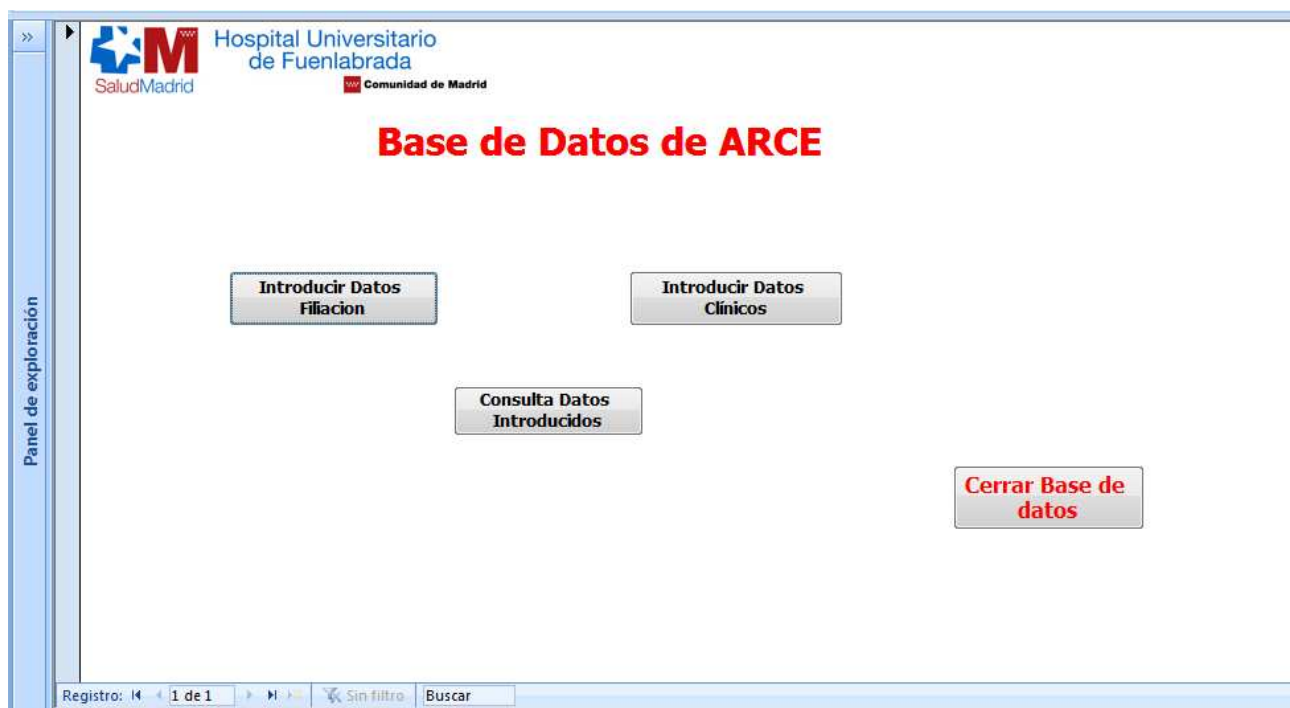 »
Hospital Universitario
de Fuenlabrada
SaludMadrid
Comunidad de Madrid
Base de Datos de ARCE
Introducir Datos
Filiacion
Introducir Datos
Clínicos
Panel de exploración
Consulta Datos
Introducidos
Cerrar Base de
datos
Registro: 1 de 1 Sin filtro Buscar